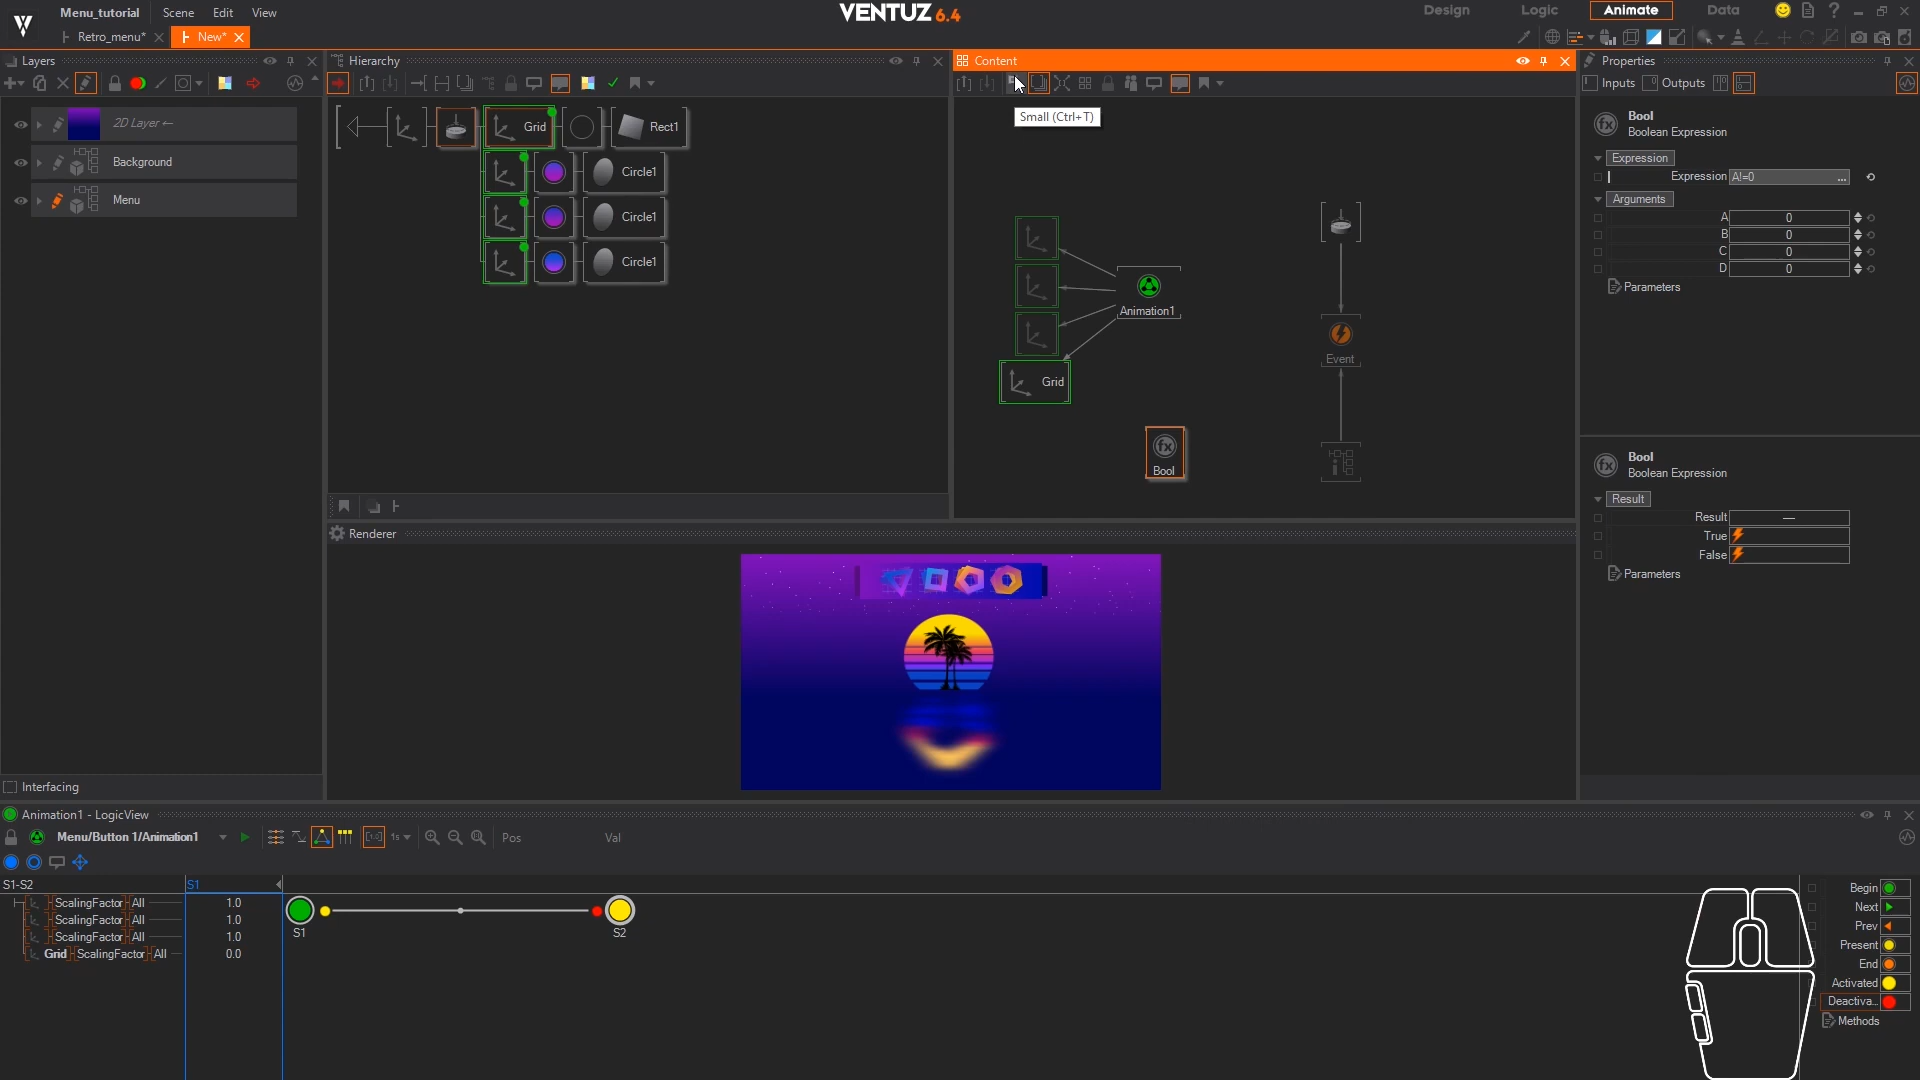 Menu_tutorial Scene Edit View VENTUZ 6.4 Design Logic Animate Data
Retro_menu* New*
Layers
2D Layer
Background
Menu
Interfacing
Hierarchy
Grid Rect1
Circle1
Circle1
Circle1
Content
Small (Ctrl+T)
Animation1
Grid
Bool
Event
Renderer
Properties
Inputs Outputs
Bool
Boolean Expression
Expression
Expression A!=0 ...
Arguments
A 0
B 0
C 0
D 0
Parameters
Bool
Boolean Expression
Result
Result —
True
False
Parameters
Animation1 - LogicView
Menu/Button 1/Animation1 1s Pos Val
S1-S2 S1
ScalingFactor All 1.0
ScalingFactor All 1.0
ScalingFactor All 1.0
Grid ScalingFactor All 0.0
S1 S2
Begin
Next
Prev
Present
End
Activated
Deactiva...
Methods